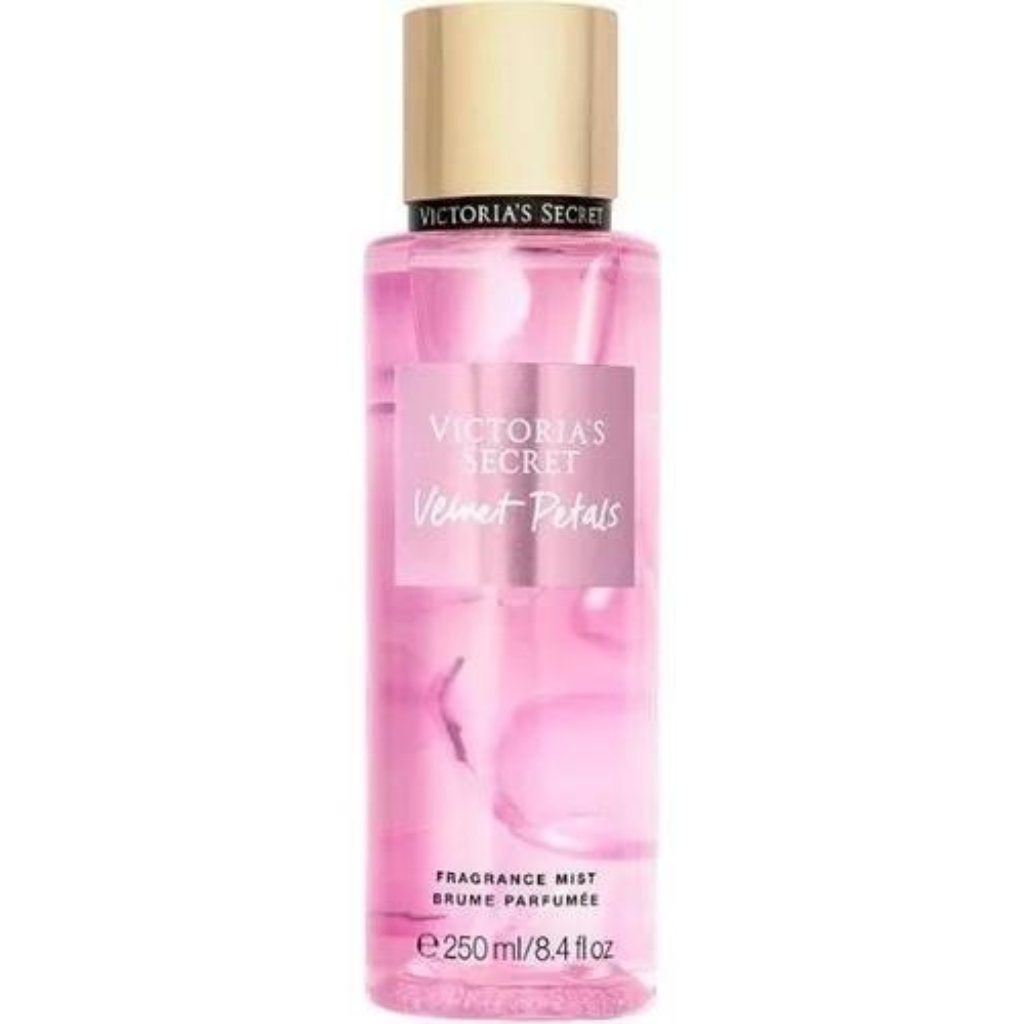 VICTORIA'S SECRET
VICTORIA'S
SECRET
Velvet Petals
FRAGRANCE MIST
BRUME PARFUMÉE
℮ 250 ml/8.4 fl oz